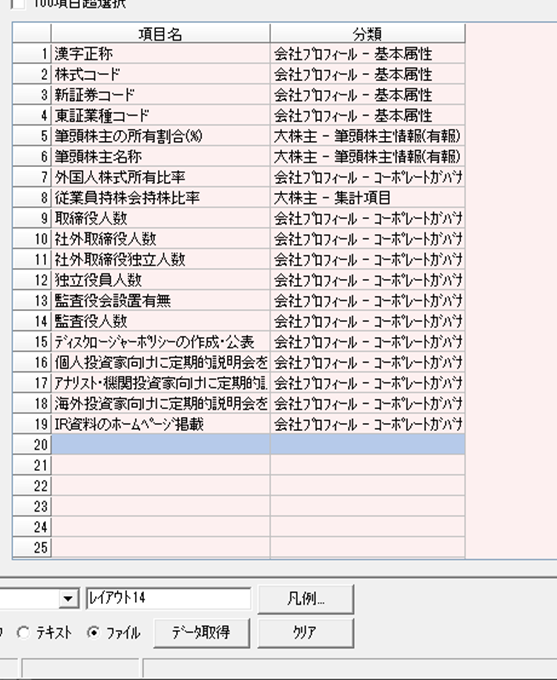 100項目超選択
項目名 分類
1 漢字正称 会社ﾌﾟﾛﾌｨｰﾙ - 基本属性
2 株式コード 会社ﾌﾟﾛﾌｨｰﾙ - 基本属性
3 新証券コード 会社ﾌﾟﾛﾌｨｰﾙ - 基本属性
4 東証業種コード 会社ﾌﾟﾛﾌｨｰﾙ - 基本属性
5 筆頭株主の所有割合(%) 大株主 - 筆頭株主情報(有報)
6 筆頭株主名称 大株主 - 筆頭株主情報(有報)
7 外国人株式所有比率 会社ﾌﾟﾛﾌｨｰﾙ - ｺｰﾎﾟﾚｰﾄｶﾞﾊﾞﾅ
8 従業員持株会持株比率 大株主 - 集計項目
9 取締役人数 会社ﾌﾟﾛﾌｨｰﾙ - ｺｰﾎﾟﾚｰﾄｶﾞﾊﾞﾅ
10 社外取締役人数 会社ﾌﾟﾛﾌｨｰﾙ - ｺｰﾎﾟﾚｰﾄｶﾞﾊﾞﾅ
11 社外取締役独立人数 会社ﾌﾟﾛﾌｨｰﾙ - ｺｰﾎﾟﾚｰﾄｶﾞﾊﾞﾅ
12 独立役員人数 会社ﾌﾟﾛﾌｨｰﾙ - ｺｰﾎﾟﾚｰﾄｶﾞﾊﾞﾅ
13 監査役会設置有無 会社ﾌﾟﾛﾌｨｰﾙ - ｺｰﾎﾟﾚｰﾄｶﾞﾊﾞﾅ
14 監査役人数 会社ﾌﾟﾛﾌｨｰﾙ - ｺｰﾎﾟﾚｰﾄｶﾞﾊﾞﾅ
15 ﾃﾞｨｽｸﾛｰｼﾞｬｰﾎﾟﾘｼｰの作成・公表 会社ﾌﾟﾛﾌｨｰﾙ - ｺｰﾎﾟﾚｰﾄｶﾞﾊﾞﾅ
16 個人投資家向けに定期的説明会を 会社ﾌﾟﾛﾌｨｰﾙ - ｺｰﾎﾟﾚｰﾄｶﾞﾊﾞﾅ
17 ｱﾅﾘｽﾄ・機関投資家向けに定期的 会社ﾌﾟﾛﾌｨｰﾙ - ｺｰﾎﾟﾚｰﾄｶﾞﾊﾞﾅ
18 海外投資家向けに定期的説明会を 会社ﾌﾟﾛﾌｨｰﾙ - ｺｰﾎﾟﾚｰﾄｶﾞﾊﾞﾅ
19 IR資料のﾎｰﾑﾍﾟｰｼﾞ掲載 会社ﾌﾟﾛﾌｨｰﾙ - ｺｰﾎﾟﾚｰﾄｶﾞﾊﾞﾅ
20
21
22
23
24
25
ﾚｲｱｳﾄ14 凡例...
ﾃｷｽﾄ ﾌｧｲﾙ ﾃﾞｰﾀ取得 ｸﾘｱ